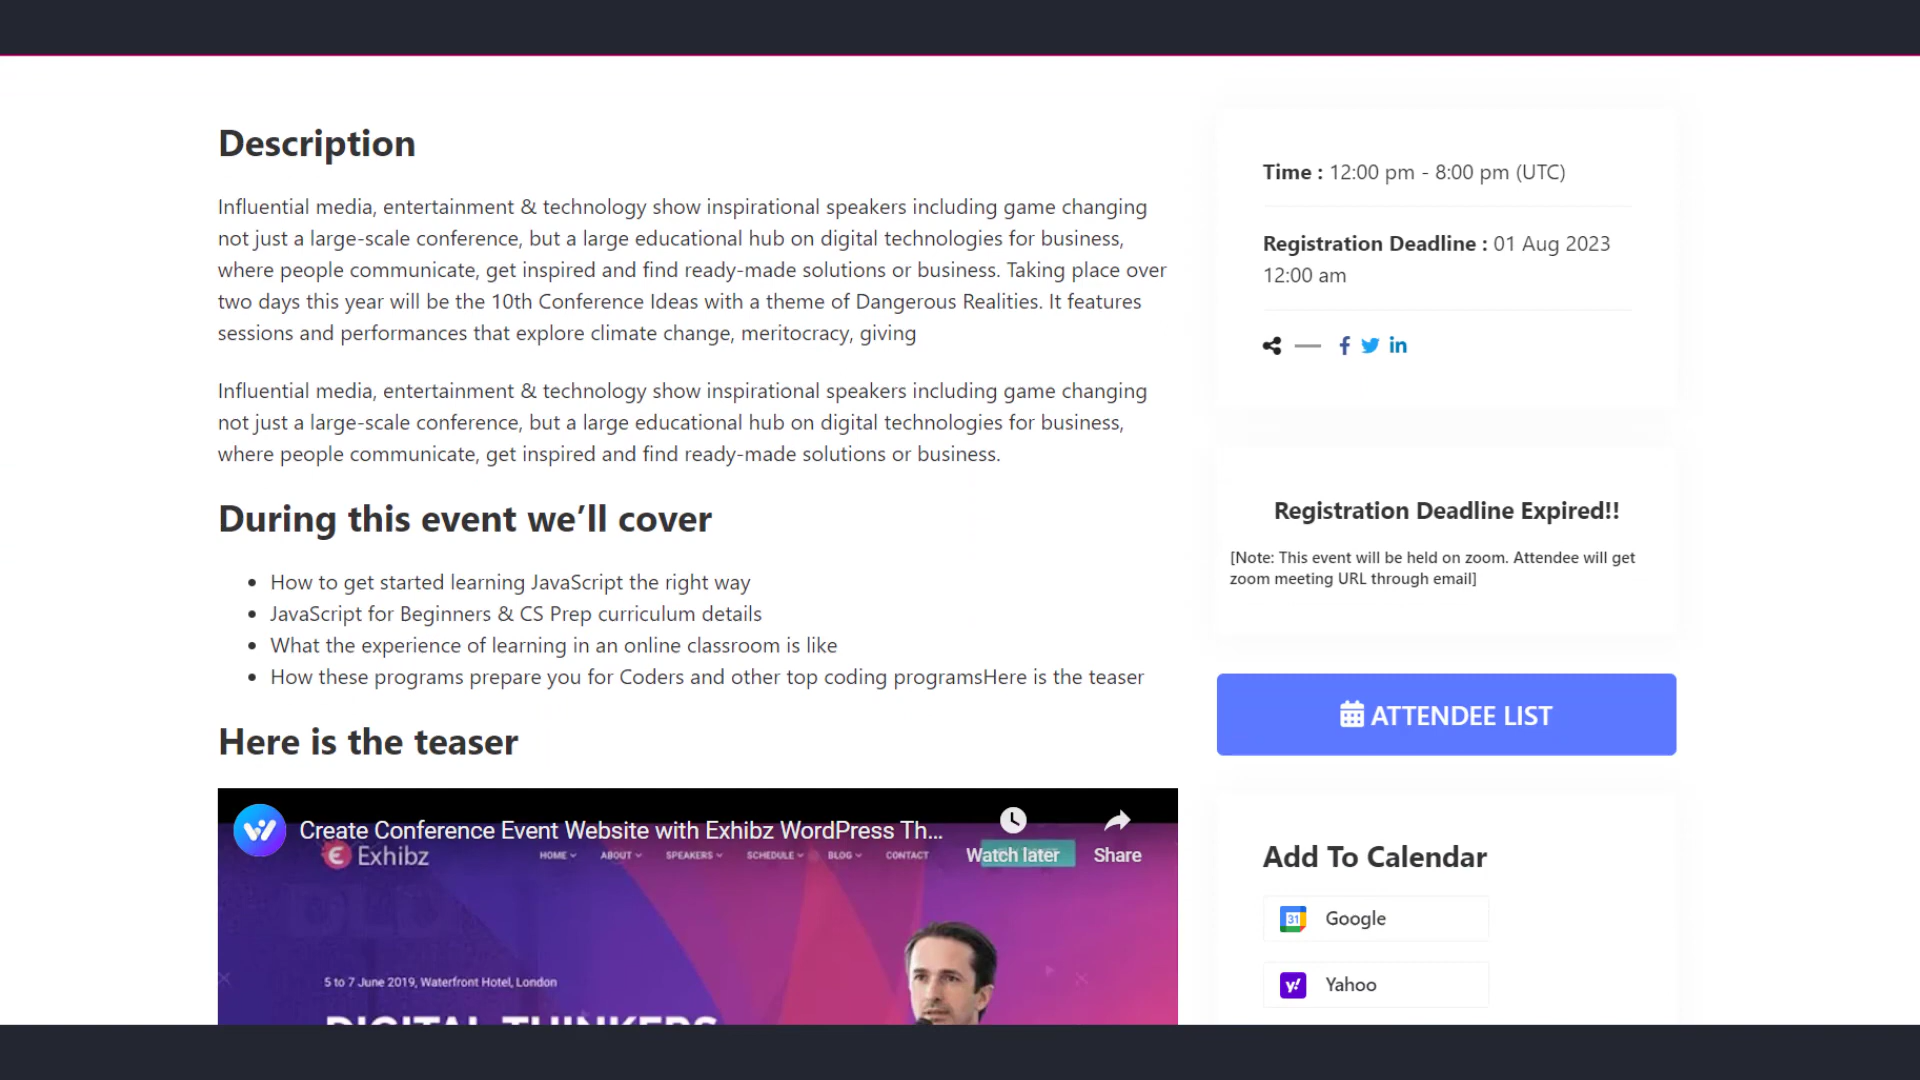 Description
Influential media, entertainment & technology show inspirational speakers including game changing
not just a large-scale conference, but a large educational hub on digital technologies for business,
where people communicate, get inspired and find ready-made solutions or business. Taking place over
two days this year will be the 10th Conference Ideas with a theme of Dangerous Realities. It features
sessions and performances that explore climate change, meritocracy, giving
Influential media, entertainment & technology show inspirational speakers including game changing
not just a large-scale conference, but a large educational hub on digital technologies for business,
where people communicate, get inspired and find ready-made solutions or business.
During this event we’ll cover
How to get started learning JavaScript the right way
JavaScript for Beginners & CS Prep curriculum details
What the experience of learning in an online classroom is like
How these programs prepare you for Coders and other top coding programsHere is the teaser
Here is the teaser
Create Conference Event Website with Exhibz WordPress Th...
Watch later
Share
Exhibz
HOME
ABOUT
SPEAKERS
SCHEDULE
BLOG
CONTACT
5 to 7 June 2019, Waterfront Hotel, London
DIGITAL THINKERS
Time : 12:00 pm - 8:00 pm (UTC)
Registration Deadline : 01 Aug 2023
12:00 am
Registration Deadline Expired!!
[Note: This event will be held on zoom. Attendee will get
zoom meeting URL through email]
ATTENDEE LIST
Add To Calendar
31
Google
y!
Yahoo